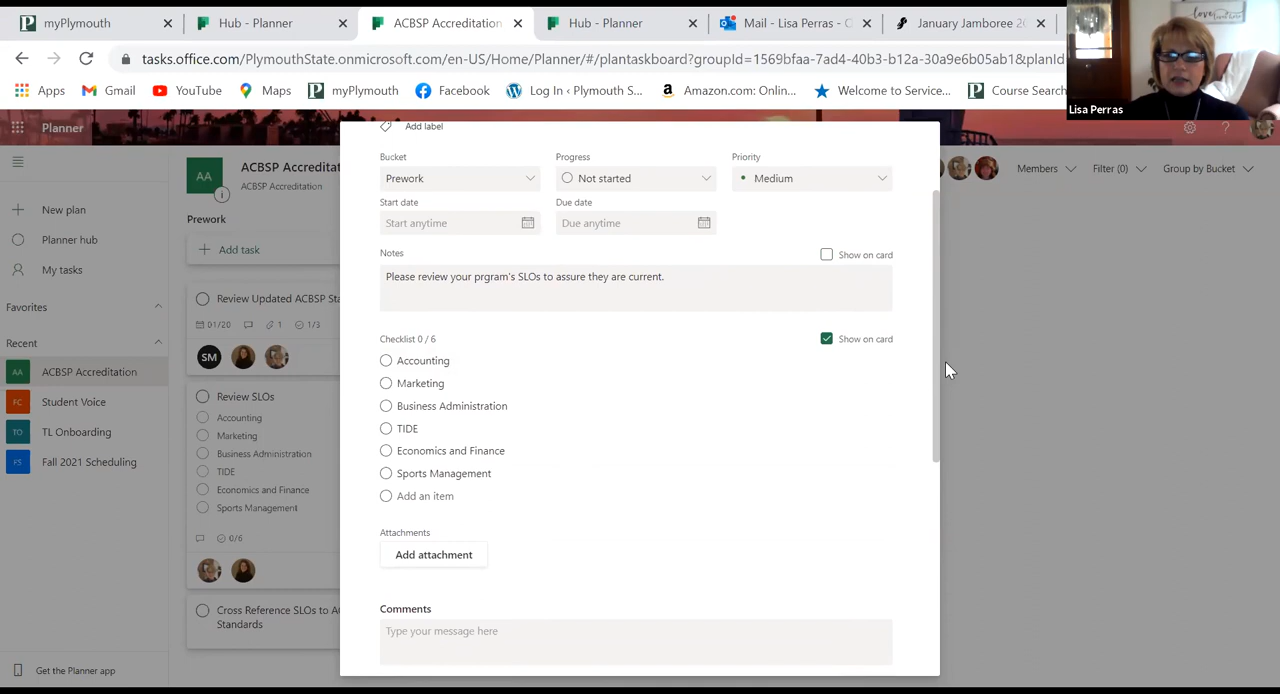 myPlymouth
Hub - Planner
ACBSP Accreditation
Hub - Planner
Mail - Lisa Perras - O
January Jamboree 20
tasks.office.com/PlymouthState.onmicrosoft.com/en-US/Home/Planner/#/plantaskboard?groupId=1569bfaa-7ad4-40b3-b12a-30a9e6b05ab1&planId
Apps
Gmail
YouTube
Maps
myPlymouth
Facebook
Log In ‹ Plymouth S...
Amazon.com: Onlin...
Welcome to Service...
Course Search
Lisa Perras
Planner
New plan
Planner hub
My tasks
Favorites
Recent
AA ACBSP Accreditation
FC Student Voice
TO TL Onboarding
FS Fall 2021 Scheduling
Get the Planner app
AA
ACBSP Accreditat
ACBSP Accreditation
Members
Filter (0)
Group by Bucket
Prework
Add task
Review Updated ACBSP Sta
01/20 1 1/3
SM
Review SLOs
Accounting
Marketing
Business Administration
TIDE
Economics and Finance
Sports Management
0/6
Cross Reference SLOs to AC
Standards
Add label
Bucket
Progress
Priority
Prework
Not started
Medium
Start date
Due date
Start anytime
Due anytime
Notes
Show on card
Please review your prgram's SLOs to assure they are current.
Checklist 0 / 6
Show on card
Accounting
Marketing
Business Administration
TIDE
Economics and Finance
Sports Management
Add an item
Attachments
Add attachment
Comments
Type your message here